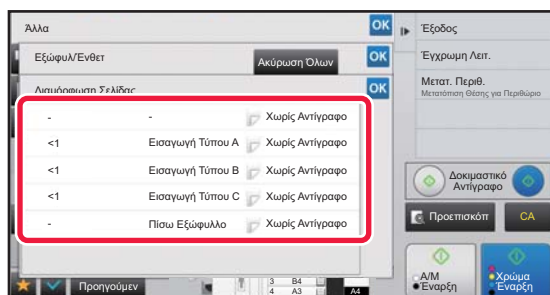 Άλλα
OK
Εξώφυλ/Ένθετ
Ακύρωση Όλων
OK
Διαμόρφωση Σελίδας
OK
- - Χωρίς Αντίγραφο
<1 Εισαγωγή Τύπου A Χωρίς Αντίγραφο
<1 Εισαγωγή Τύπου B Χωρίς Αντίγραφο
<1 Εισαγωγή Τύπου C Χωρίς Αντίγραφο
- Πίσω Εξώφυλλο Χωρίς Αντίγραφο
Προηγούμεν
3 B4
4 A3
A4
Έξοδος
Έγχρωμη Λειτ.
Μετατ. Περιθ.
Μετατόπιση Θέσης για Περιθώριο
Δοκιμαστικό
Αντίγραφο
Προεπισκόπ
CA
Α/Μ
Έναρξη
Χρώμα
Έναρξη